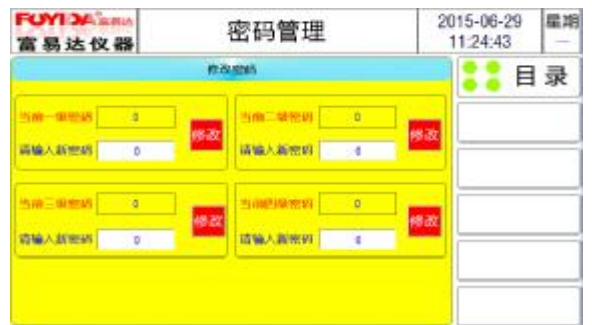 FUYIDA 富易达
富易达仪器
密码管理
2015-06-29
11:24:43
星期
一
修改密码
目录
当前一级密码 0
请输入新密码 0
修改
当前二级密码 0
请输入新密码 0
修改
当前三级密码 0
请输入新密码 0
修改
当前四级密码 0
请输入新密码 0
修改